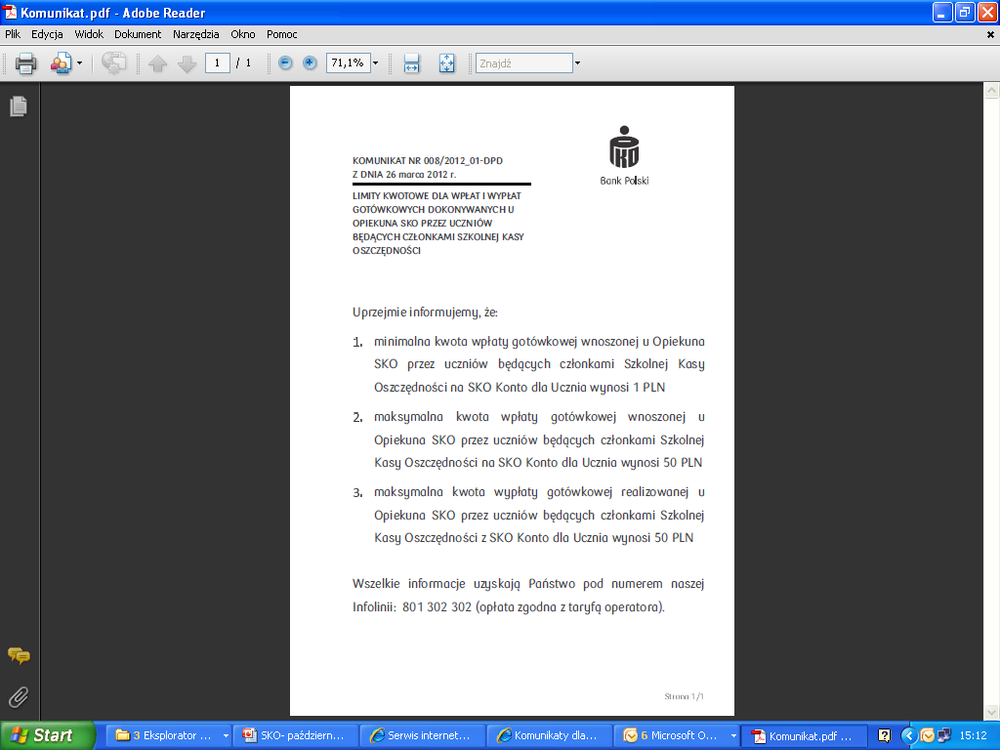 Komunikat.pdf - Adobe Reader
Plik Edycja Widok Dokument Narzędzia Okno Pomoc
1 / 1 71,1% Znajdź
PKO
Bank Polski
KOMUNIKAT NR 008/2012_01-DPD
Z DNIA 26 marca 2012 r.
LIMITY KWOTOWE DLA WPŁAT I WYPŁAT
GOTÓWKOWYCH DOKONYWANYCH U
OPIEKUNA SKO PRZEZ UCZNIÓW
BĘDĄCYCH CZŁONKAMI SZKOLNEJ KASY
OSZCZĘDNOŚCI
Uprzejmie informujemy, że:
1. minimalna kwota wpłaty gotówkowej wnoszonej u Opiekuna
SKO przez uczniów będących członkami Szkolnej Kasy
Oszczędności na SKO Konto dla Ucznia wynosi 1 PLN
2. maksymalna kwota wpłaty gotówkowej wnoszonej u
Opiekuna SKO przez uczniów będących członkami Szkolnej
Kasy Oszczędności na SKO Konto dla Ucznia wynosi 50 PLN
3. maksymalna kwota wypłaty gotówkowej realizowanej u
Opiekuna SKO przez uczniów będących członkami Szkolnej
Kasy Oszczędności z SKO Konto dla Ucznia wynosi 50 PLN
Wszelkie informacje uzyskają Państwo pod numerem naszej
Infolinii: 801 302 302 (opłata zgodna z taryfą operatora).
Strona 1/1
Start 3 Eksplorator ... SKO- październ... Serwis internet... Komunikaty dla... 6 Microsoft O... Komunikat.pdf ... 15:12